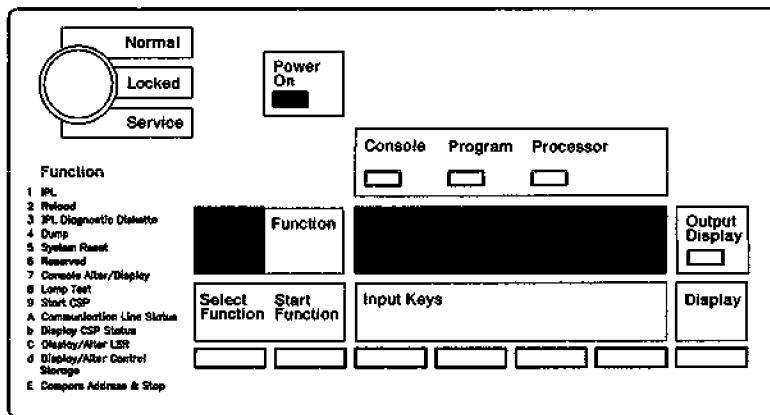 Normal
Locked
Service
Power
On
Console Program Processor
Function
1 IPL
2 Reload
3 IPL Diagnostic Diskette
4 Dump
5 System Reset
6 Reserved
7 Console Alter/Display
8 Lamp Test
9 Start CSP
A Communication Line Status
b Display CSP Status
C Display/Alter LSR
d Display/Alter Control
Storage
E Compare Address & Stop
Function
Output
Display
Select
Function
Start
Function
Input Keys
Display